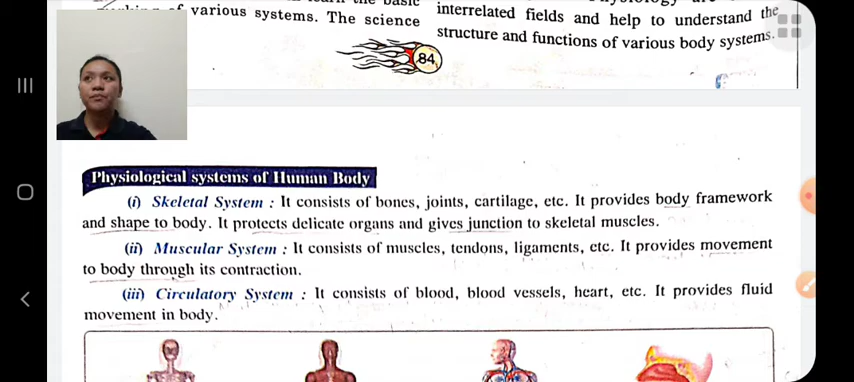 various systems. The science
interrelated fields and help to understand the
structure and functions of various body systems.
84
Physiological systems of Human Body
(i) Skeletal System : It consists of bones, joints, cartilage, etc. It provides body framework
and shape to body. It protects delicate organs and gives junction to skeletal muscles.
(ii) Muscular System : It consists of muscles, tendons, ligaments, etc. It provides movement
to body through its contraction.
(iii) Circulatory System : It consists of blood, blood vessels, heart, etc. It provides fluid
movement in body.